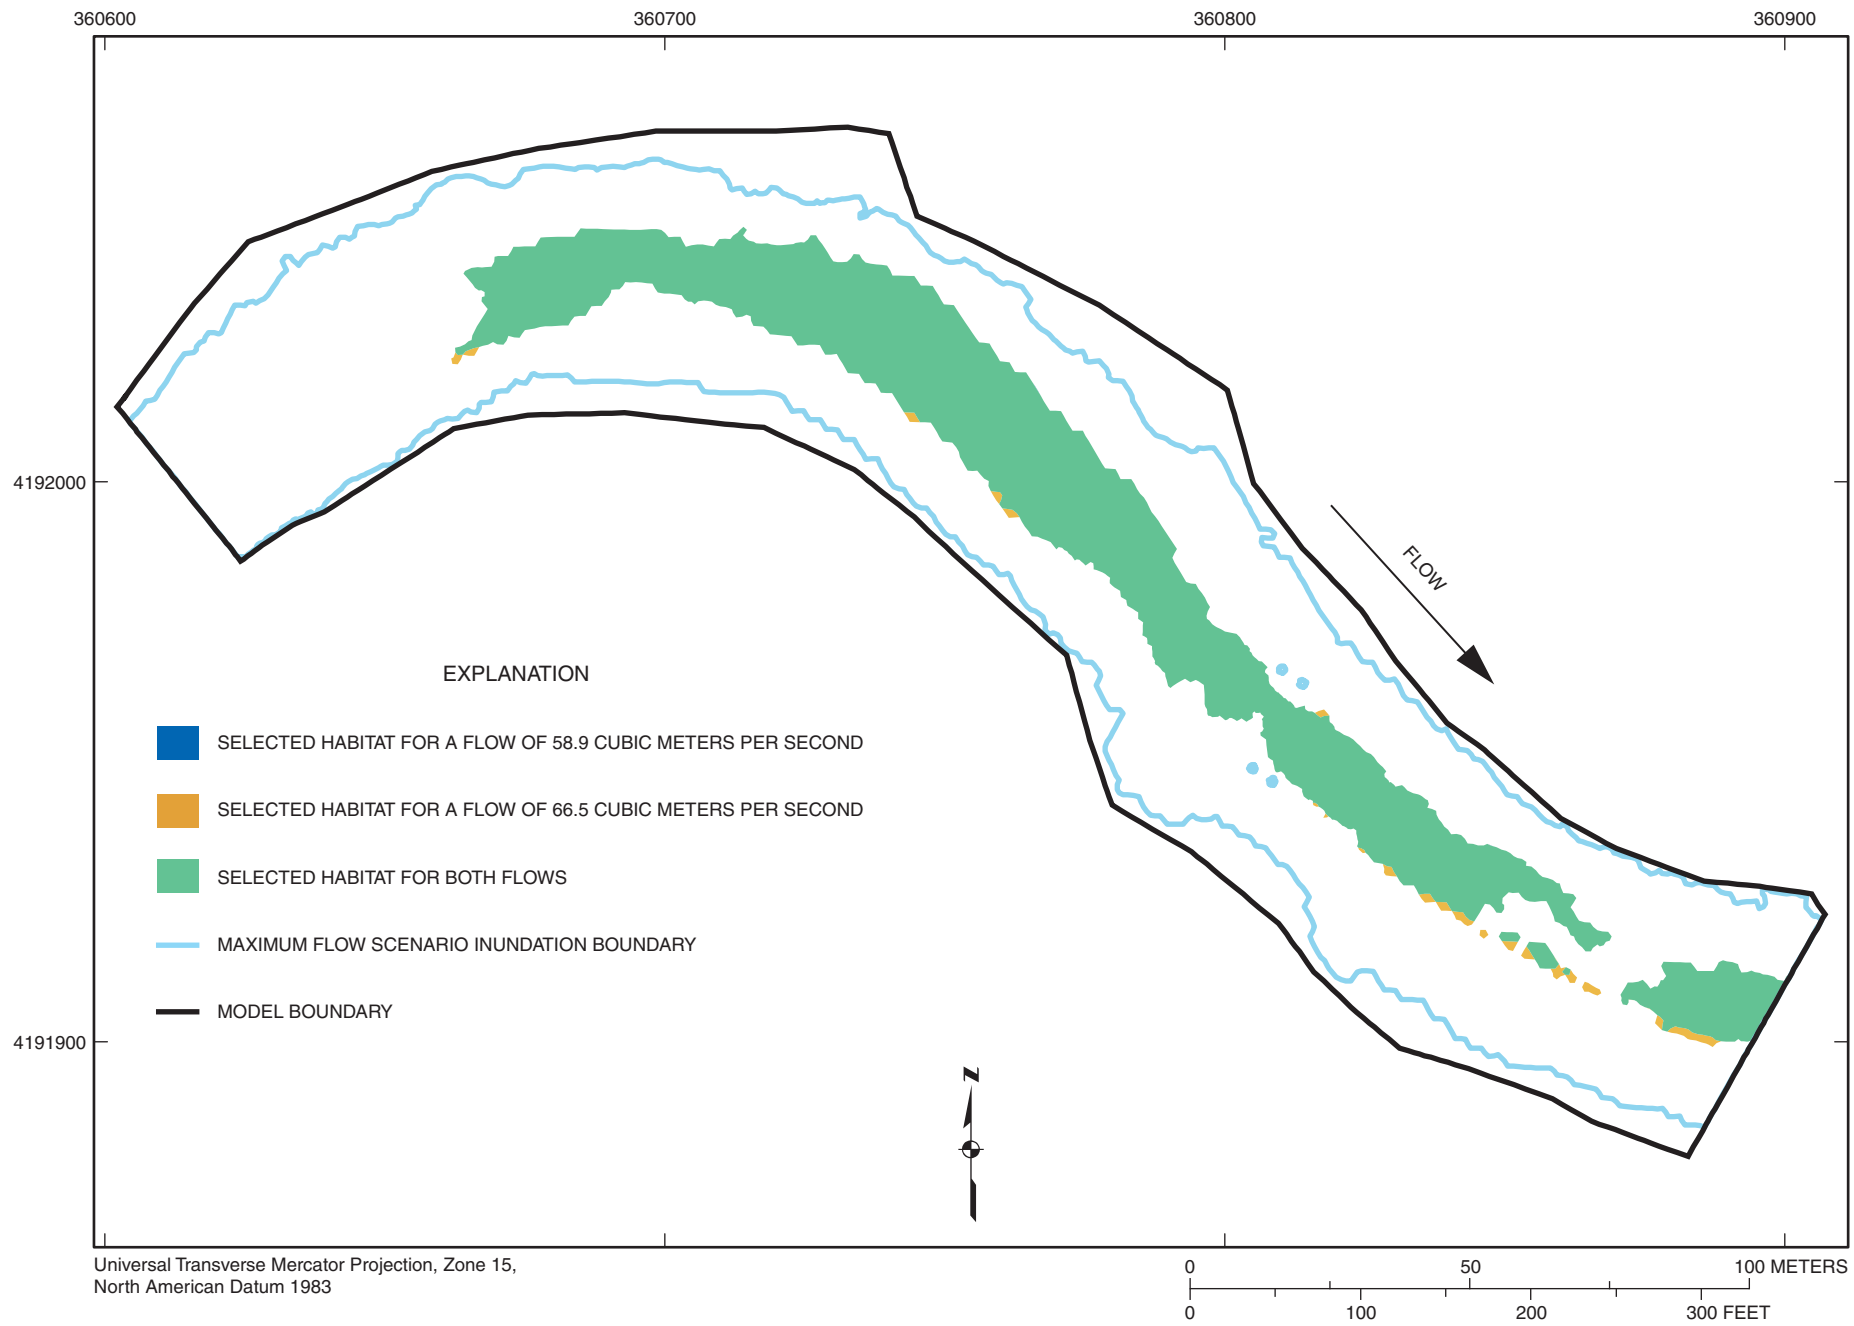 360600 360700 360800 360900
4192000
FLOW
EXPLANATION
SELECTED HABITAT FOR A FLOW OF 58.9 CUBIC METERS PER SECOND
SELECTED HABITAT FOR A FLOW OF 66.5 CUBIC METERS PER SECOND
SELECTED HABITAT FOR BOTH FLOWS
MAXIMUM FLOW SCENARIO INUNDATION BOUNDARY
MODEL BOUNDARY
4191900
N
Universal Transverse Mercator Projection, Zone 15,
North American Datum 1983
0 50 100 METERS
0 100 200 300 FEET